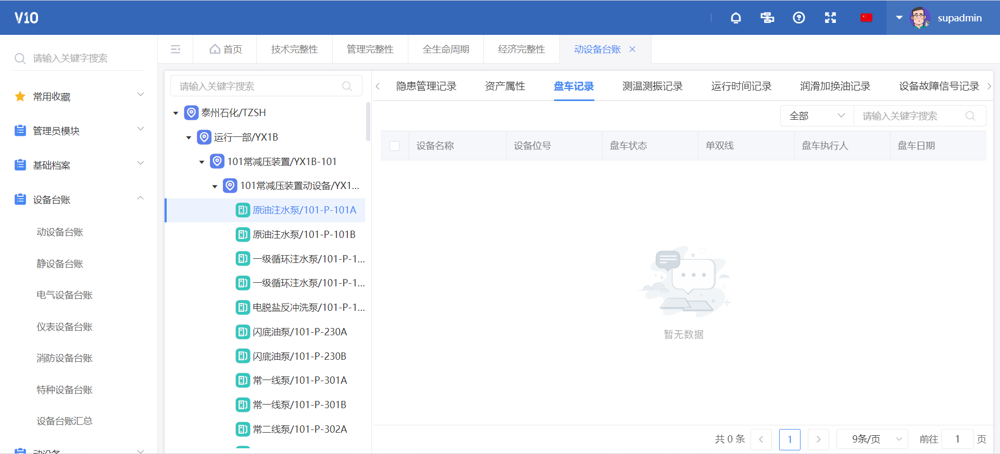 V10
supadmin
请输入关键字搜索
常用收藏
管理员模块
基础档案
设备台账
动设备台账
静设备台账
电气设备台账
仪表设备台账
消防设备台账
特种设备台账
设备台账汇总
动设备
首页
技术完整性
管理完整性
全生命周期
经济完整性
动设备台账
请输入关键字搜索
泰州石化/TZSH
运行一部/YX1B
101常减压装置/YX1B-101
101常减压装置动设备/YX1...
原油注水泵/101-P-101A
原油注水泵/101-P-101B
一级循环注水泵/101-P-1...
一级循环注水泵/101-P-1...
电脱盐反冲洗泵/101-P-1...
闪底油泵/101-P-230A
闪底油泵/101-P-230B
常一线泵/101-P-301A
常一线泵/101-P-301B
常二线泵/101-P-302A
隐患管理记录
资产属性
盘车记录
测温测振记录
运行时间记录
润滑加换油记录
设备故障信号记录
全部
请输入关键字搜索
设备名称
设备位号
盘车状态
单双线
盘车执行人
盘车日期
暂无数据
共 0 条
1
9条/页
前往
1
页